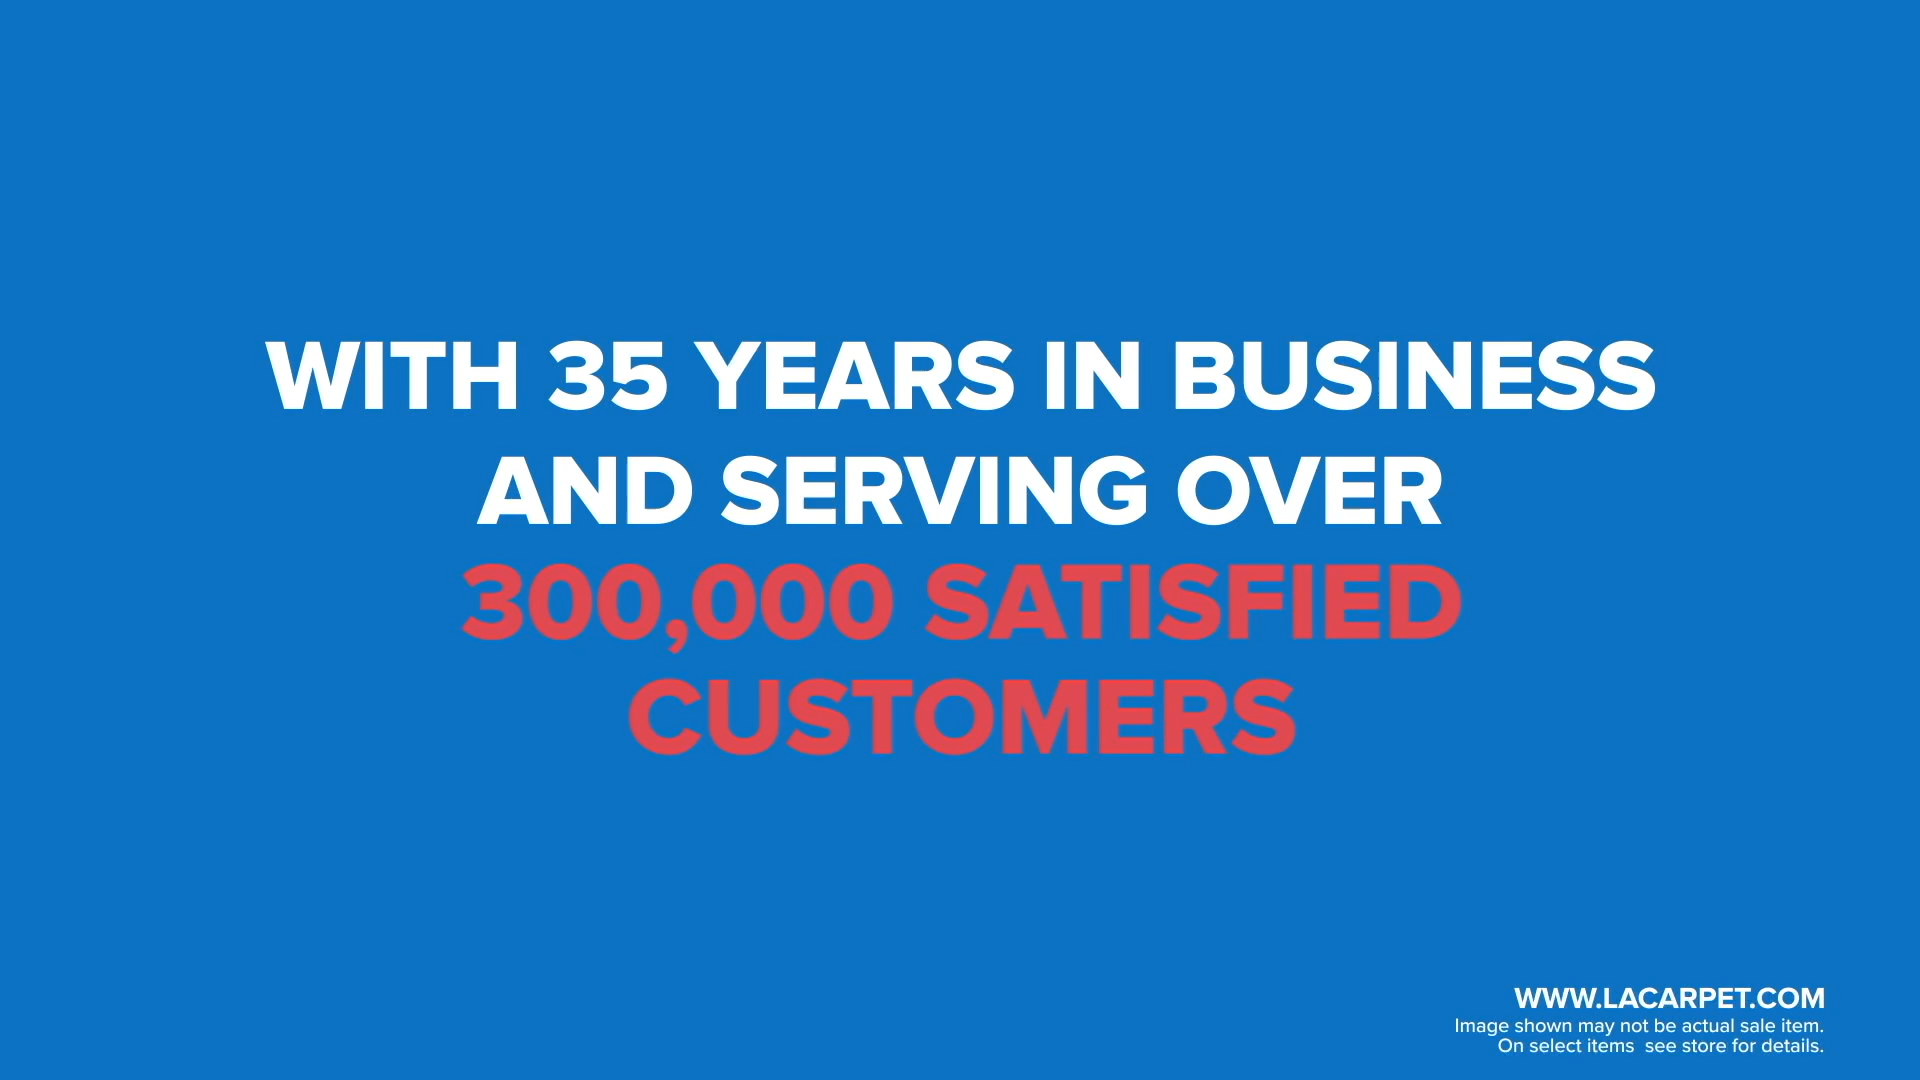 WITH 35 YEARS IN BUSINESS
AND SERVING OVER
300,000 SATISFIED
CUSTOMERS
WWW.LACARPET.COM
Image shown may not be actual sale item.
On select items  see store for details.